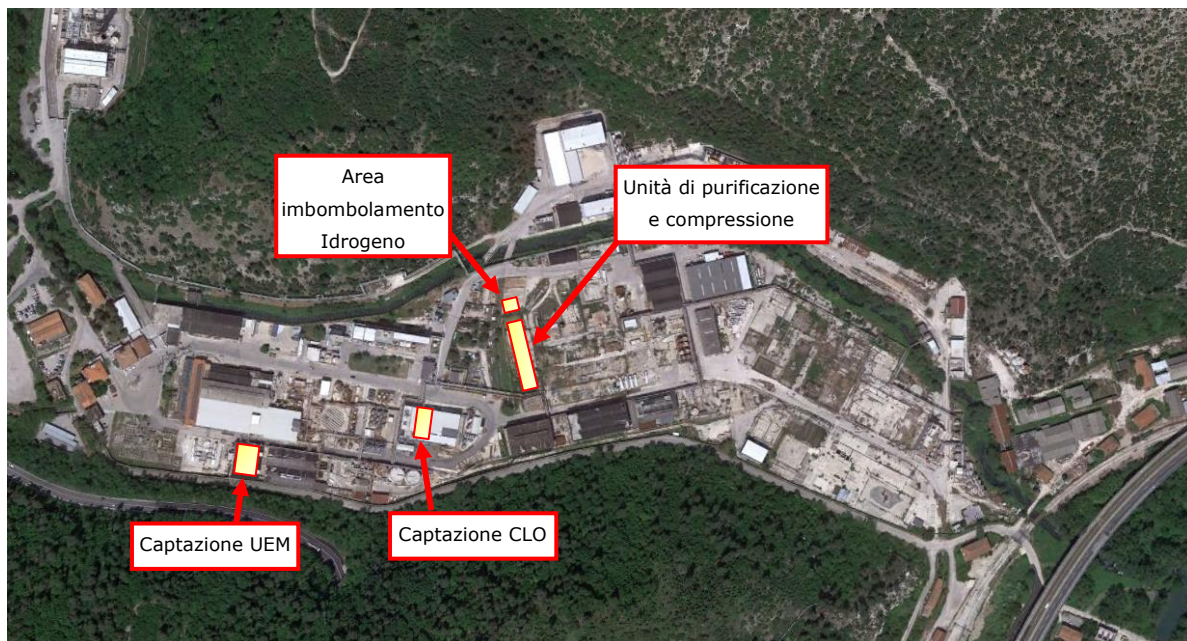 Area
imbombolamento
Idrogeno
Unità di purificazione
e compressione
Captazione UEM
Captazione CLO